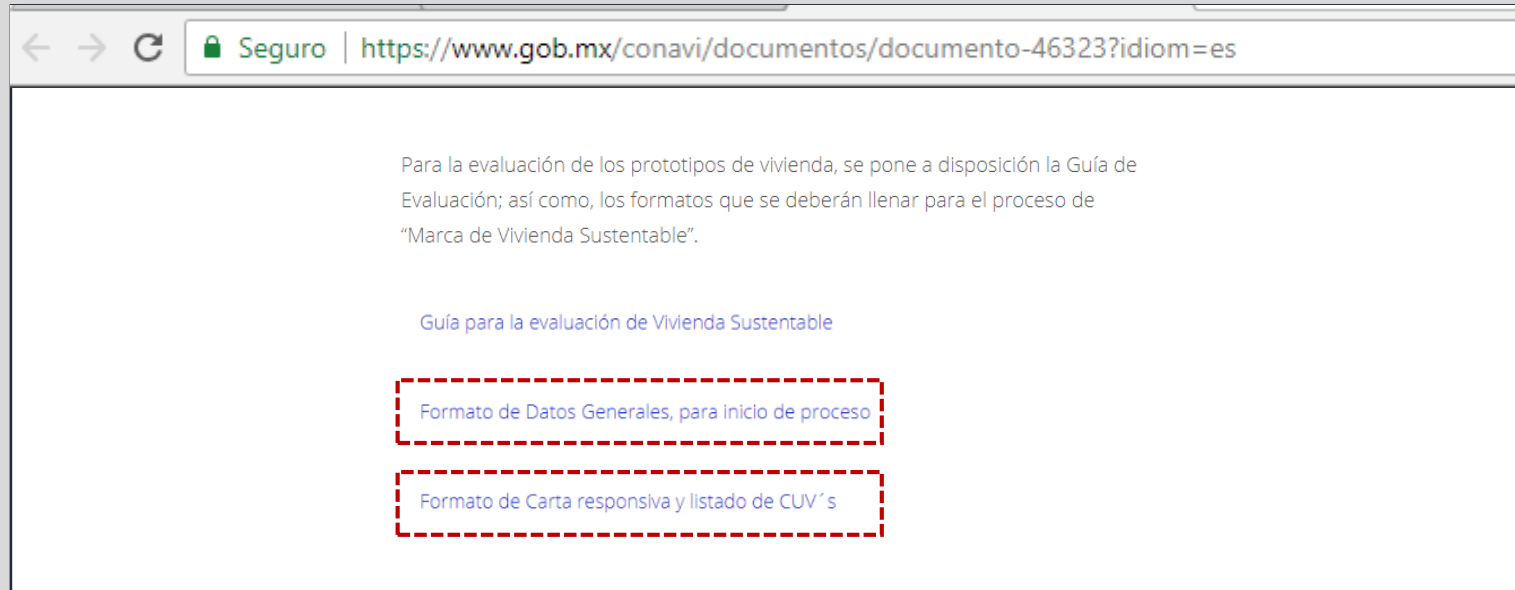 Seguro | https://www.gob.mx/conavi/documentos/documento-46323?idiom=es
Para la evaluación de los prototipos de vivienda, se pone a disposición la Guía de
Evaluación; así como, los formatos que se deberán llenar para el proceso de
“Marca de Vivienda Sustentable”.
Guía para la evaluación de Vivienda Sustentable
Formato de Datos Generales, para inicio de proceso
Formato de Carta responsiva y listado de CUV´s